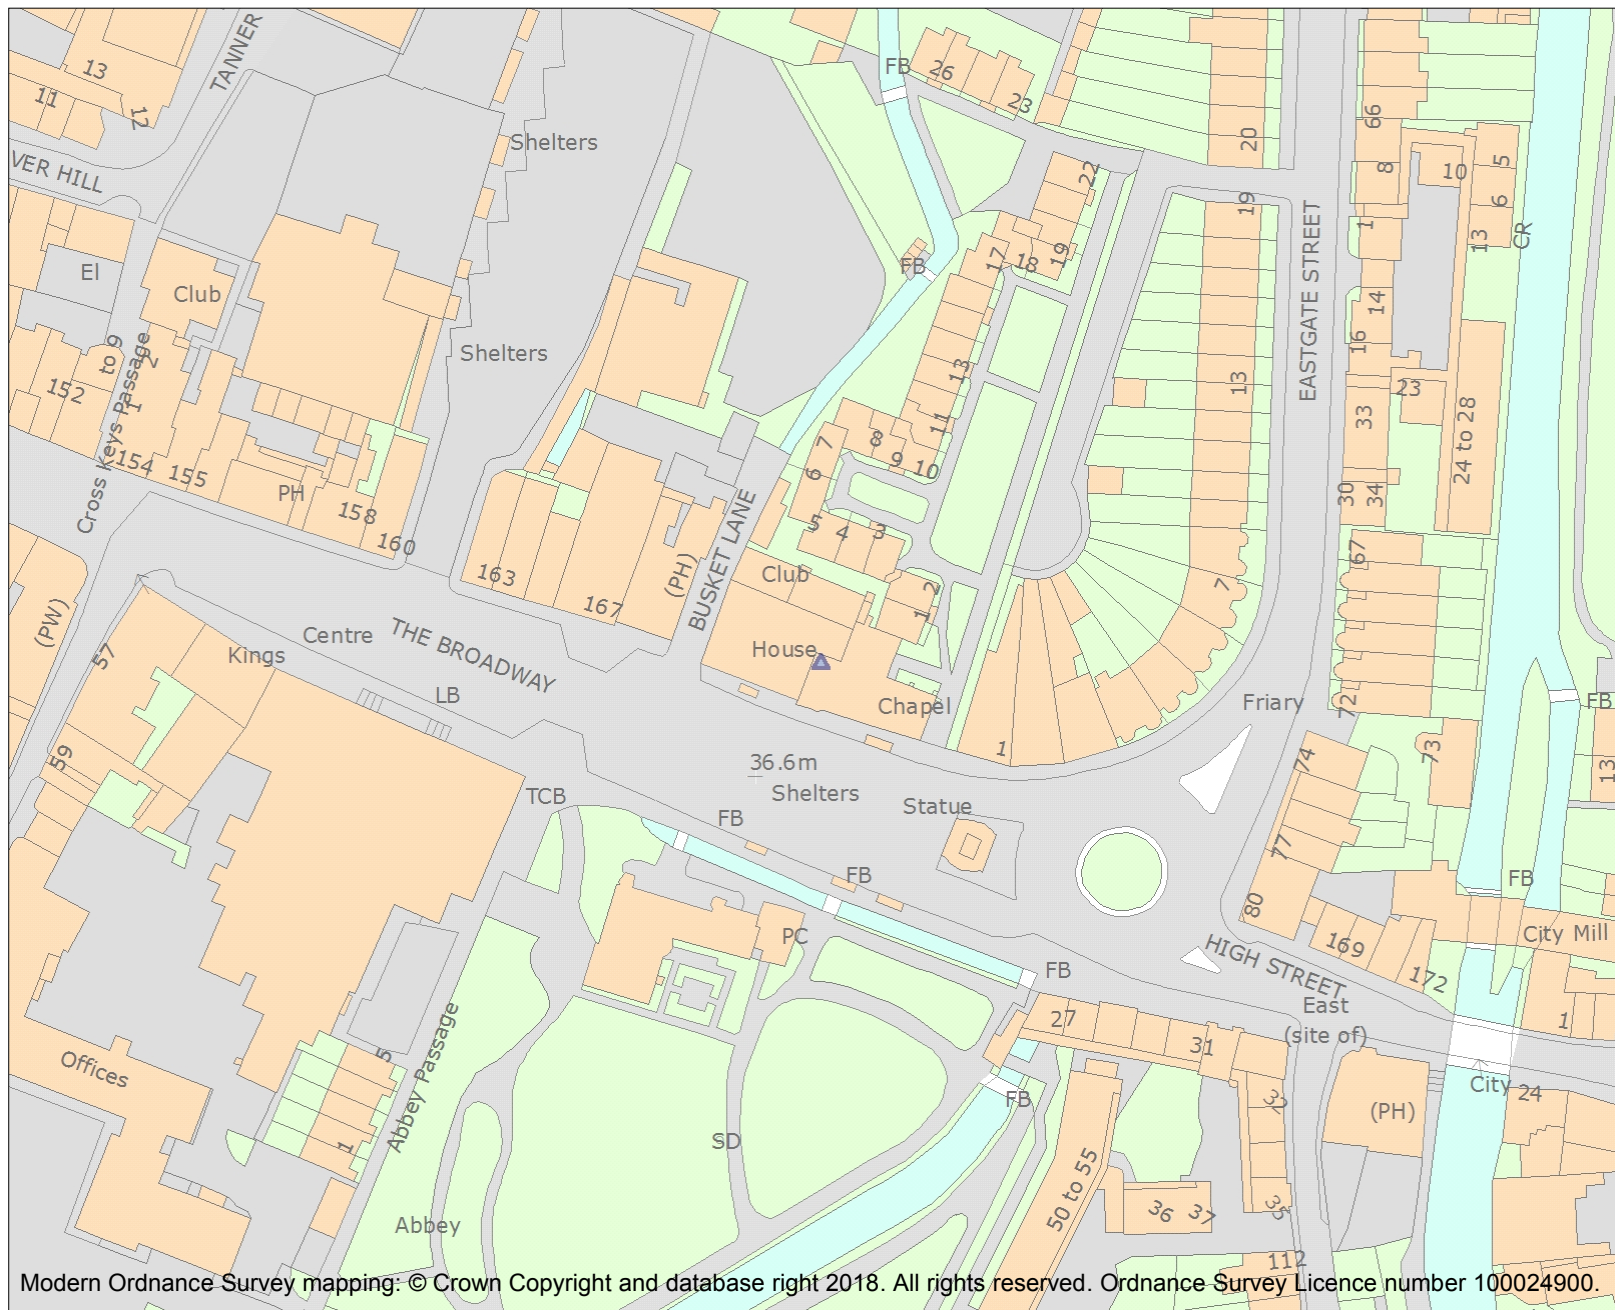 TANNER
13
11
12
VER HILL
Shelters
FB
26
23
20
66
8
10
5
6
13
CR
22
19
1
17
18
19
FB
El
Club
EASTGATE STREET
14
16
to 9
Cross Keys Passage
2
1
152
Shelters
13
13
23
33
24 to 28
11
7
8
6
9
10
154
155
PH
158
160
30
34
5
4
3
67
163
167
(PH)
BUSKET LANE
Club
2
1
7
(PW)
57
Centre
Kings
THE BROADWAY
LB
House
Chapel
1
Friary
72
FB
59
74
73
13
36.6m
Shelters
Statue
TCB
FB
77
FB
80
FB
PC
HIGH STREET
169
172
City Mill
FB
27
31
East
(site of)
1
Offices
5
Abbey Passage
1
FB
32
(PH)
City
24
SD
50 to 55
36
37
35
Abbey
112
Modern Ordnance Survey mapping: © Crown Copyright and database right 2018. All rights reserved. Ordnance Survey Licence number 100024900.